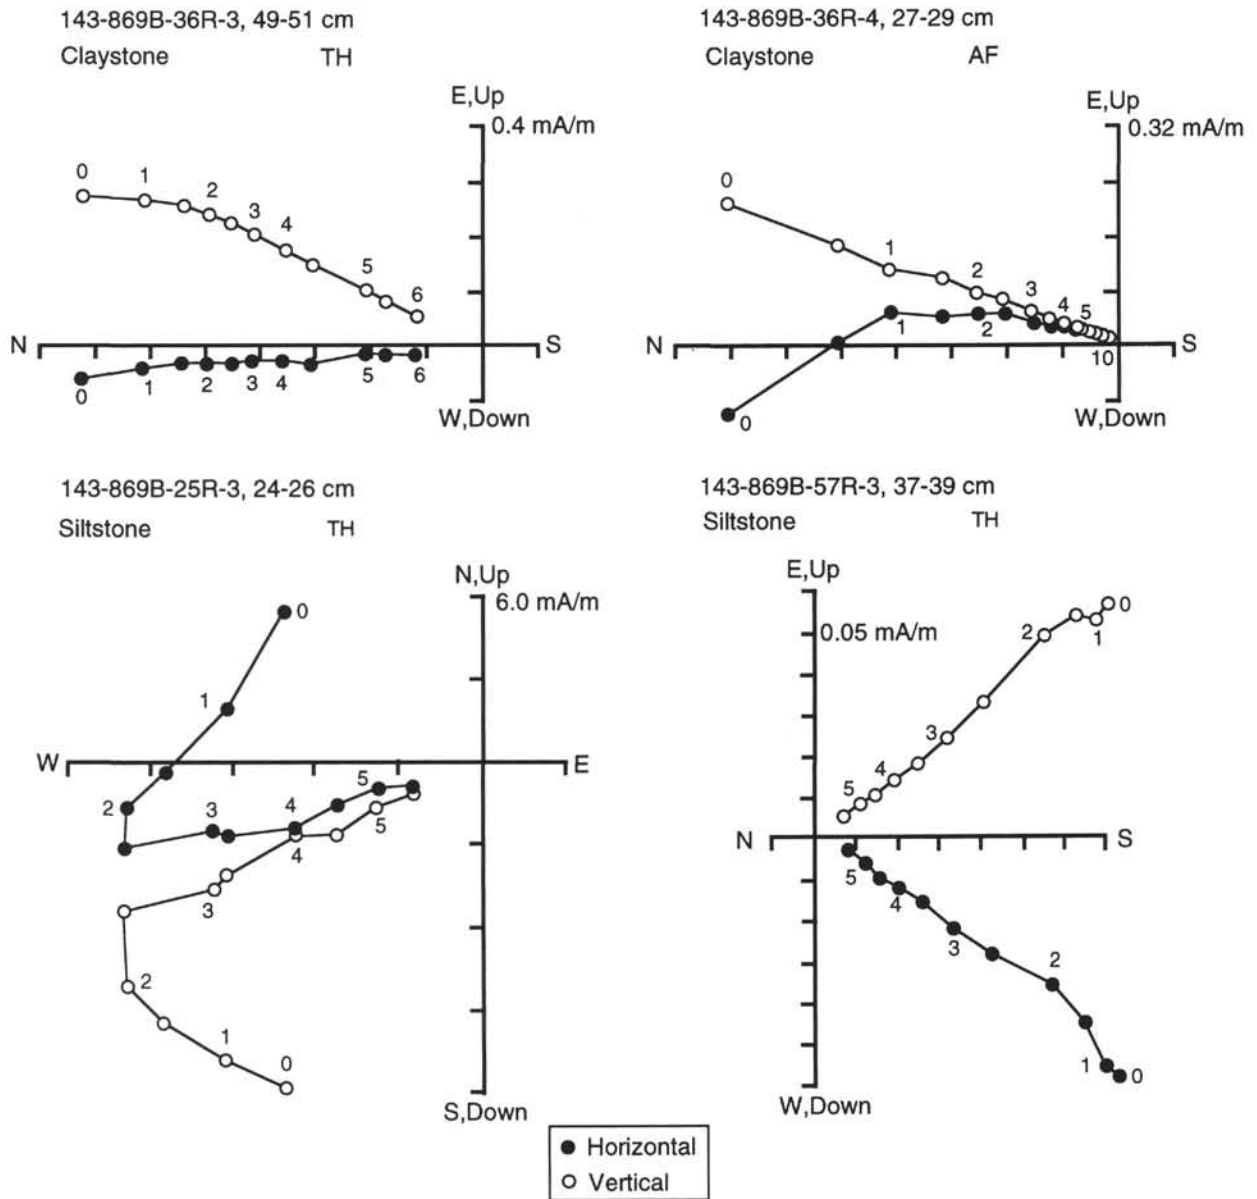 143-869B-36R-3, 49-51 cm
Claystone TH
E,Up
0.4 mA/m
0 1 2 3 4 5 6
N S
0 1 2 3 4 5 6
W,Down
143-869B-36R-4, 27-29 cm
Claystone AF
E,Up
0.32 mA/m
0 1 2 3 4 5
N S
0 1 2 10
W,Down
143-869B-25R-3, 24-26 cm
Siltstone TH
N,Up
6.0 mA/m
0
1
W E
2 3 4 5
5
4
3
2
1
0
S,Down
143-869B-57R-3, 37-39 cm
Siltstone TH
E,Up
0.05 mA/m
0
1
2
3
4
5
N S
5
4
3
2
1 0
W,Down
Horizontal
Vertical